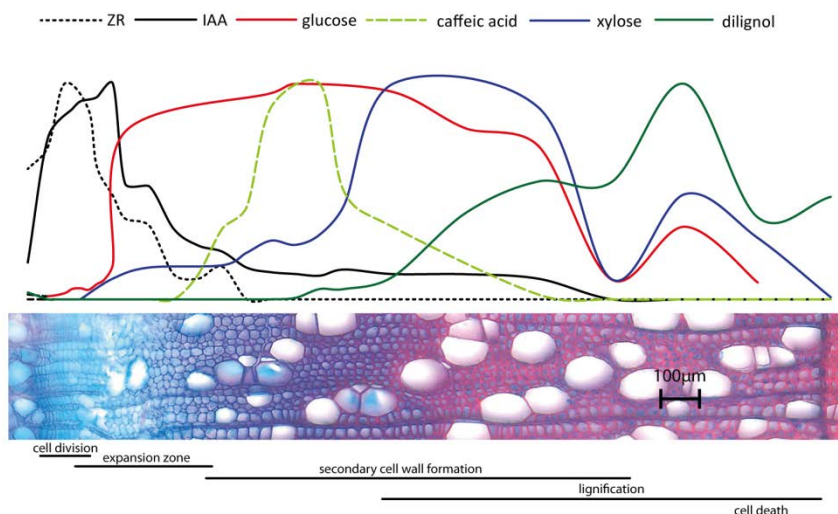 ZR IAA glucose caffeic acid xylose dilignol
100µm
cell division
expansion zone
secondary cell wall formation
lignification
cell death